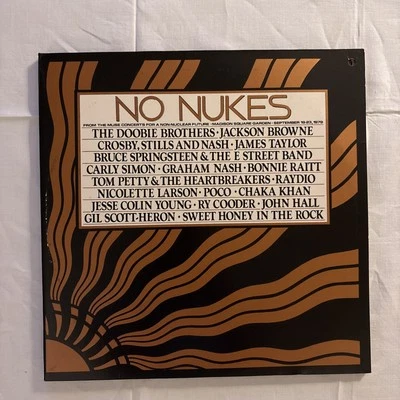 NO NUKES
FROM THE MUSE CONCERTS FOR A NON-NUCLEAR FUTURE · MADISON SQUARE GARDEN · SEPTEMBER 19-23, 1979
THE DOOBIE BROTHERS · JACKSON BROWNE
CROSBY, STILLS AND NASH · JAMES TAYLOR
BRUCE SPRINGSTEEN & THE E STREET BAND
CARLY SIMON · GRAHAM NASH · BONNIE RAITT
TOM PETTY & THE HEARTBREAKERS · RAYDIO
NICOLETTE LARSON · POCO · CHAKA KHAN
JESSE COLIN YOUNG · RY COODER · JOHN HALL
GIL SCOTT-HERON · SWEET HONEY IN THE ROCK